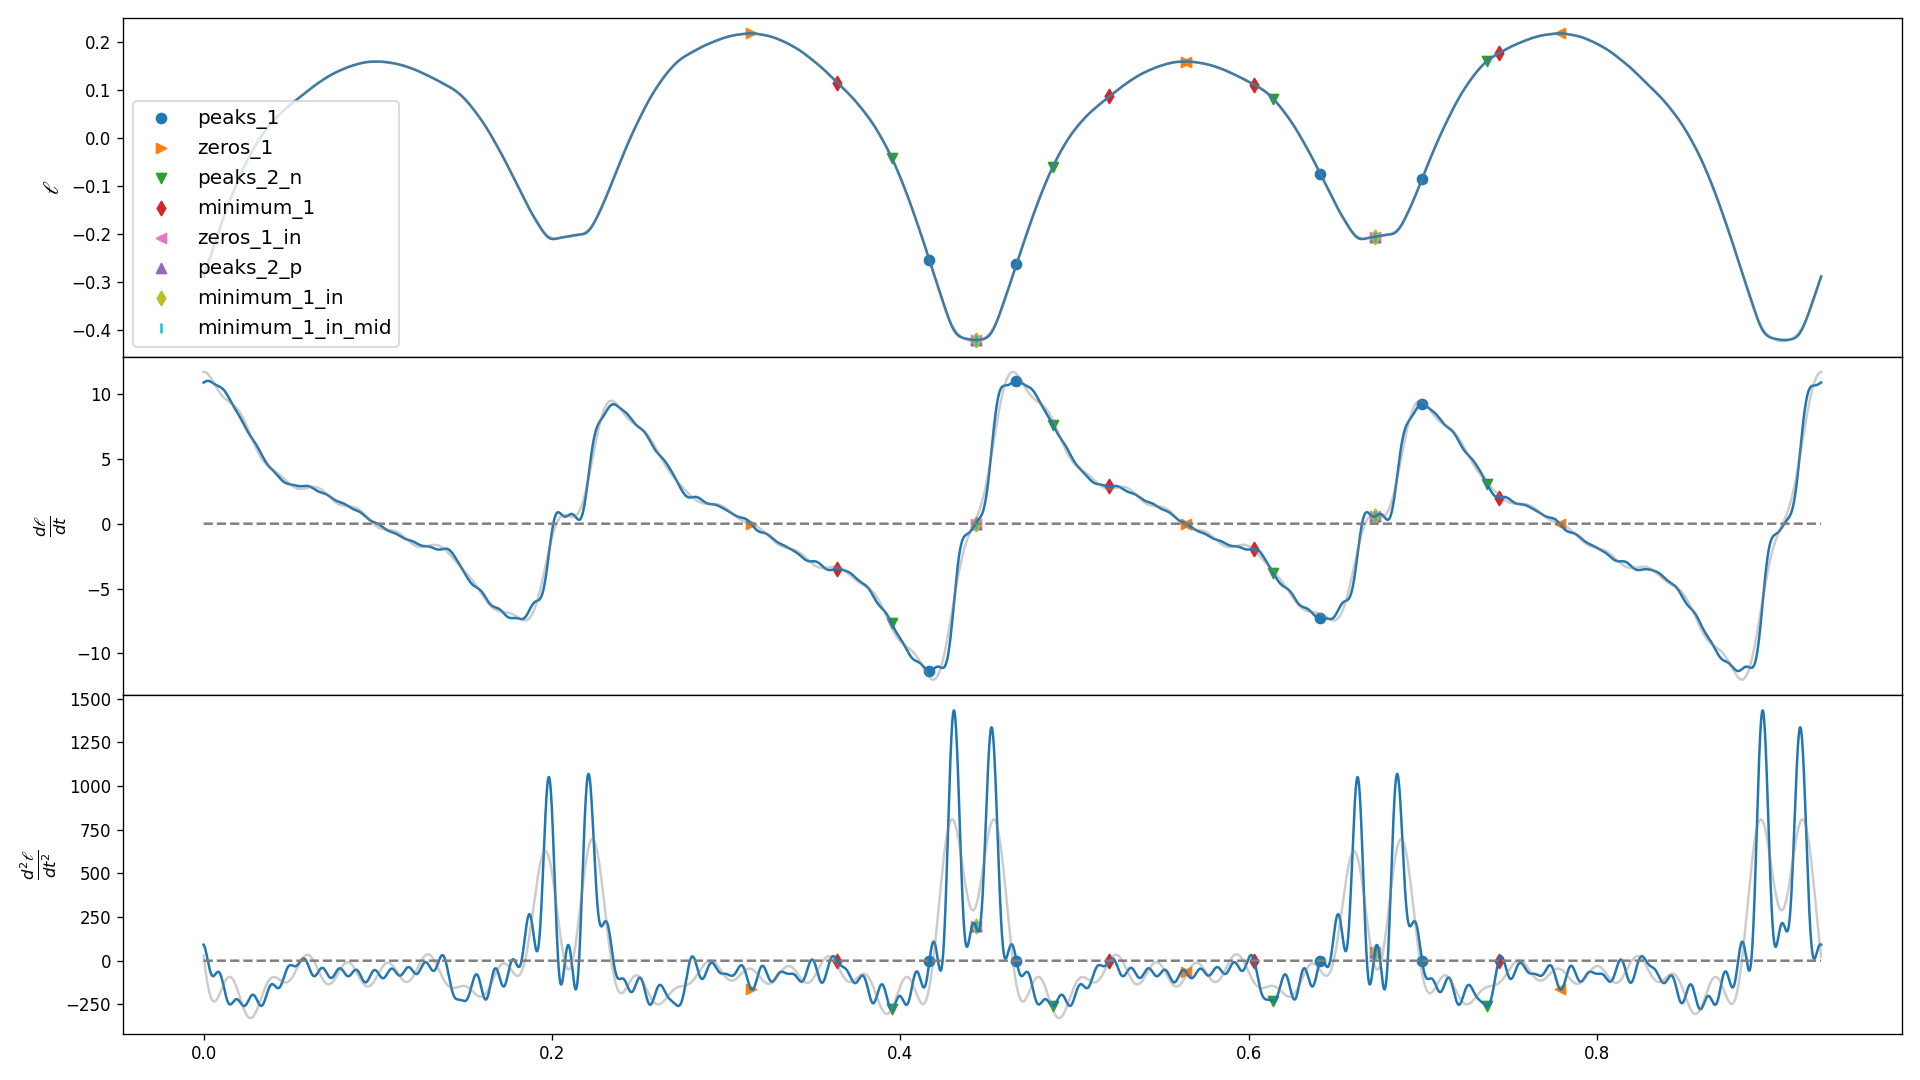 0.2
0.1
0.0
−0.1
−0.2
−0.3
−0.4
ℓ
peaks_1
zeros_1
peaks_2_n
minimum_1
zeros_1_in
peaks_2_p
minimum_1_in
minimum_1_in_mid
10
5
0
−5
−10
dℓ
dt
1500
1250
1000
750
500
250
0
−250
d²ℓ
dt²
0.0
0.2
0.4
0.6
0.8